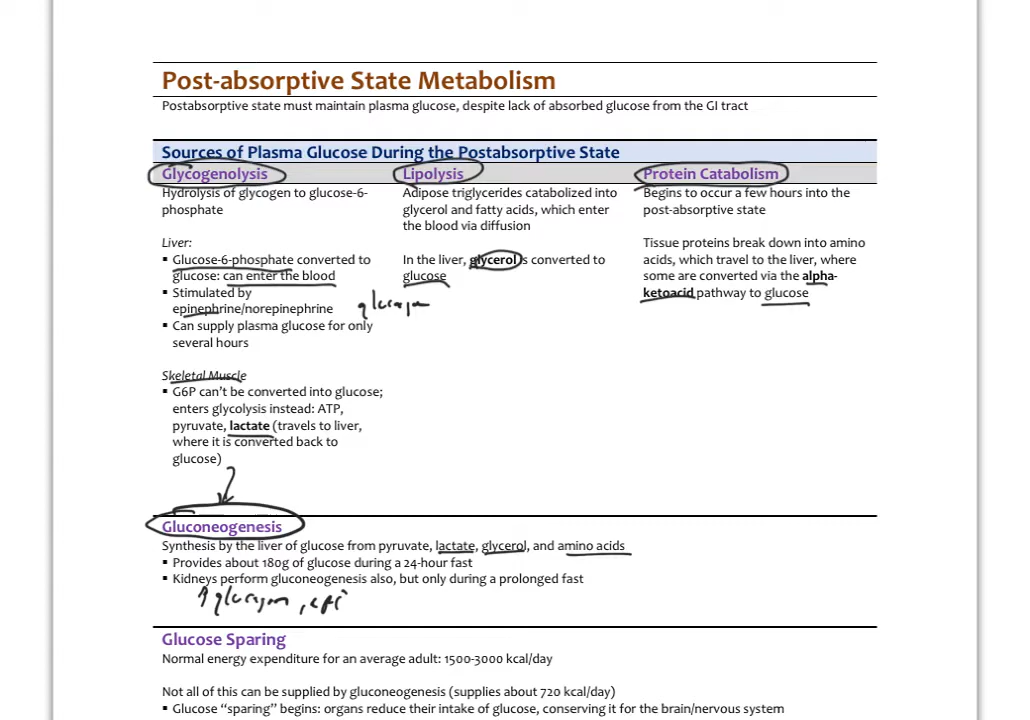 Post-absorptive State Metabolism
Postabsorptive state must maintain plasma glucose, despite lack of absorbed glucose from the GI tract
Sources of Plasma Glucose During the Postabsorptive State
Glycogenolysis
Hydrolysis of glycogen to glucose-6-
phosphate
Liver:
▪ Glucose-6-phosphate converted to
glucose: can enter the blood
▪ Stimulated by
epinephrine/norepinephrine
glucagon
▪ Can supply plasma glucose for only
several hours
Skeletal Muscle
▪ G6P can't be converted into glucose;
enters glycolysis instead: ATP,
pyruvate, lactate (travels to liver,
where it is converted back to
glucose)
Lipolysis
Adipose triglycerides catabolized into
glycerol and fatty acids, which enter
the blood via diffusion
In the liver, glycerol is converted to
glucose
Protein Catabolism
Begins to occur a few hours into the
post-absorptive state
Tissue proteins break down into amino
acids, which travel to the liver, where
some are converted via the alpha-
ketoacid pathway to glucose
Gluconeogenesis
Synthesis by the liver of glucose from pyruvate, lactate, glycerol, and amino acids
▪ Provides about 180g of glucose during a 24-hour fast
▪ Kidneys perform gluconeogenesis also, but only during a prolonged fast
↑ glucagon, epi
Glucose Sparing
Normal energy expenditure for an average adult: 1500-3000 kcal/day
Not all of this can be supplied by gluconeogenesis (supplies about 720 kcal/day)
▪ Glucose "sparing" begins: organs reduce their intake of glucose, conserving it for the brain/nervous system